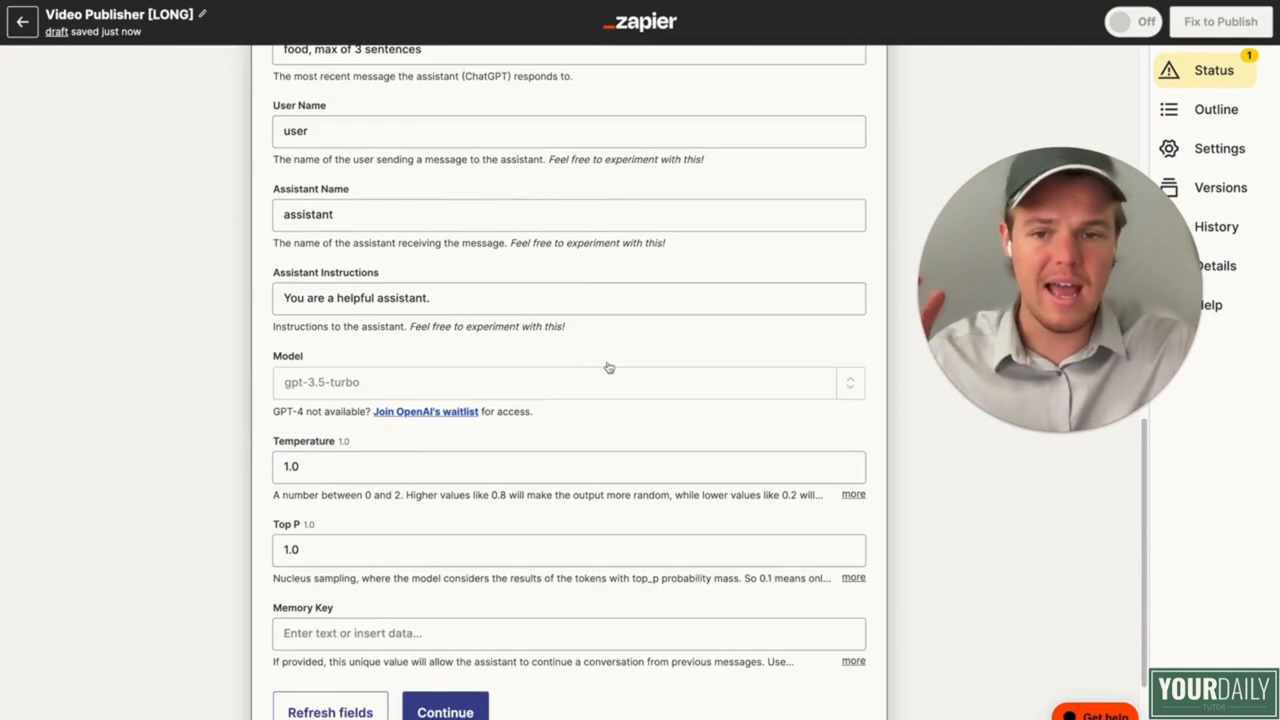 Video Publisher [LONG]
draft saved just now
zapier
Off
Fix to Publish
food, max of 3 sentences
The most recent message the assistant (ChatGPT) responds to.
User Name
user
The name of the user sending a message to the assistant. Feel free to experiment with this!
Assistant Name
assistant
The name of the assistant receiving the message. Feel free to experiment with this!
Assistant Instructions
You are a helpful assistant.
Instructions to the assistant. Feel free to experiment with this!
Model
gpt-3.5-turbo
GPT-4 not available? Join OpenAI's waitlist for access.
Temperature 1.0
1.0
A number between 0 and 2. Higher values like 0.8 will make the output more random, while lower values like 0.2 will... more
Top P 1.0
1.0
Nucleus sampling, where the model considers the results of the tokens with top_p probability mass. So 0.1 means onl... more
Memory Key
Enter text or insert data...
If provided, this unique value will allow the assistant to continue a conversation from previous messages. Use... more
Refresh fields
Continue
1
Status
Outline
Settings
Versions
History
Details
Help
YOURDAILY
TUTOR
Get help